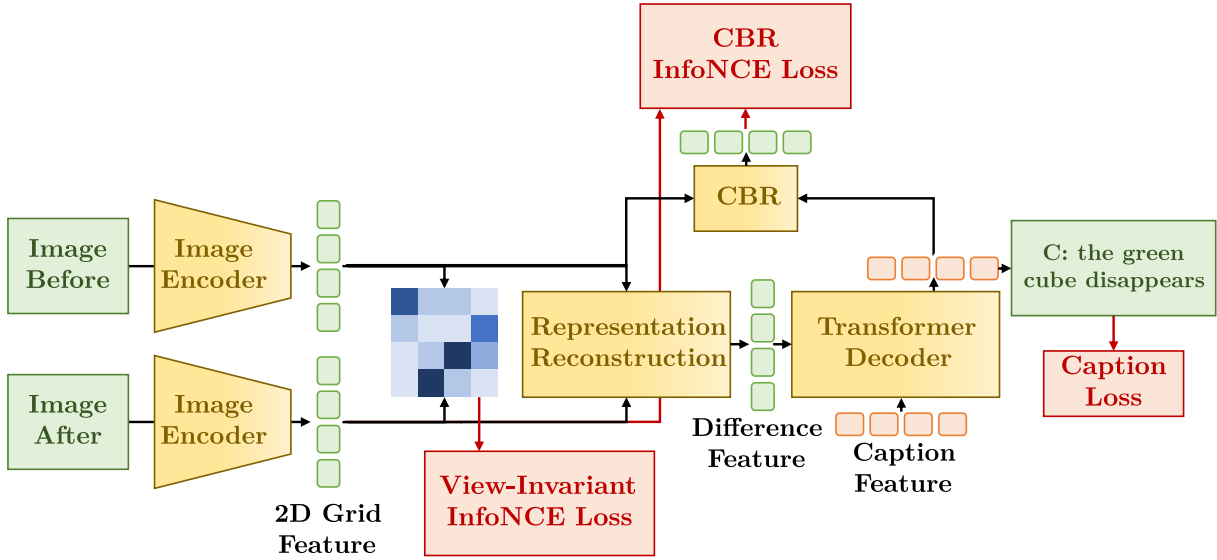 CBR
InfoNCE Loss
CBR
Image
Before
Image
Encoder
C: the green
cube disappears
Representation
Reconstruction
Transformer
Decoder
Caption
Loss
Image
After
Image
Encoder
Difference
Feature
Caption
Feature
View-Invariant
InfoNCE Loss
2D Grid
Feature